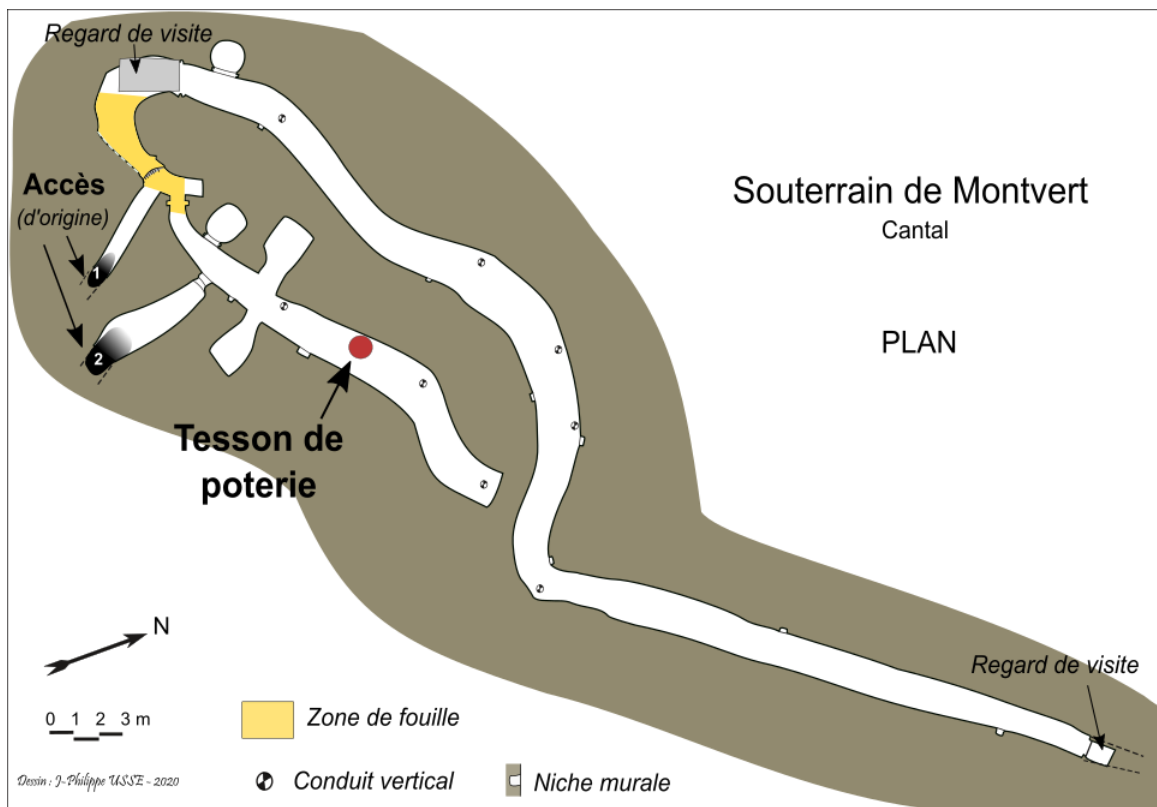 Regard de visite
Accès
(d'origine)
1
2
Souterrain de Montvert
Cantal
PLAN
Tesson de
poterie
N
0 1 2 3 m
Regard de visite
Zone de fouille
Conduit vertical
Niche murale
Dessin : J-Philippe USSE - 2020